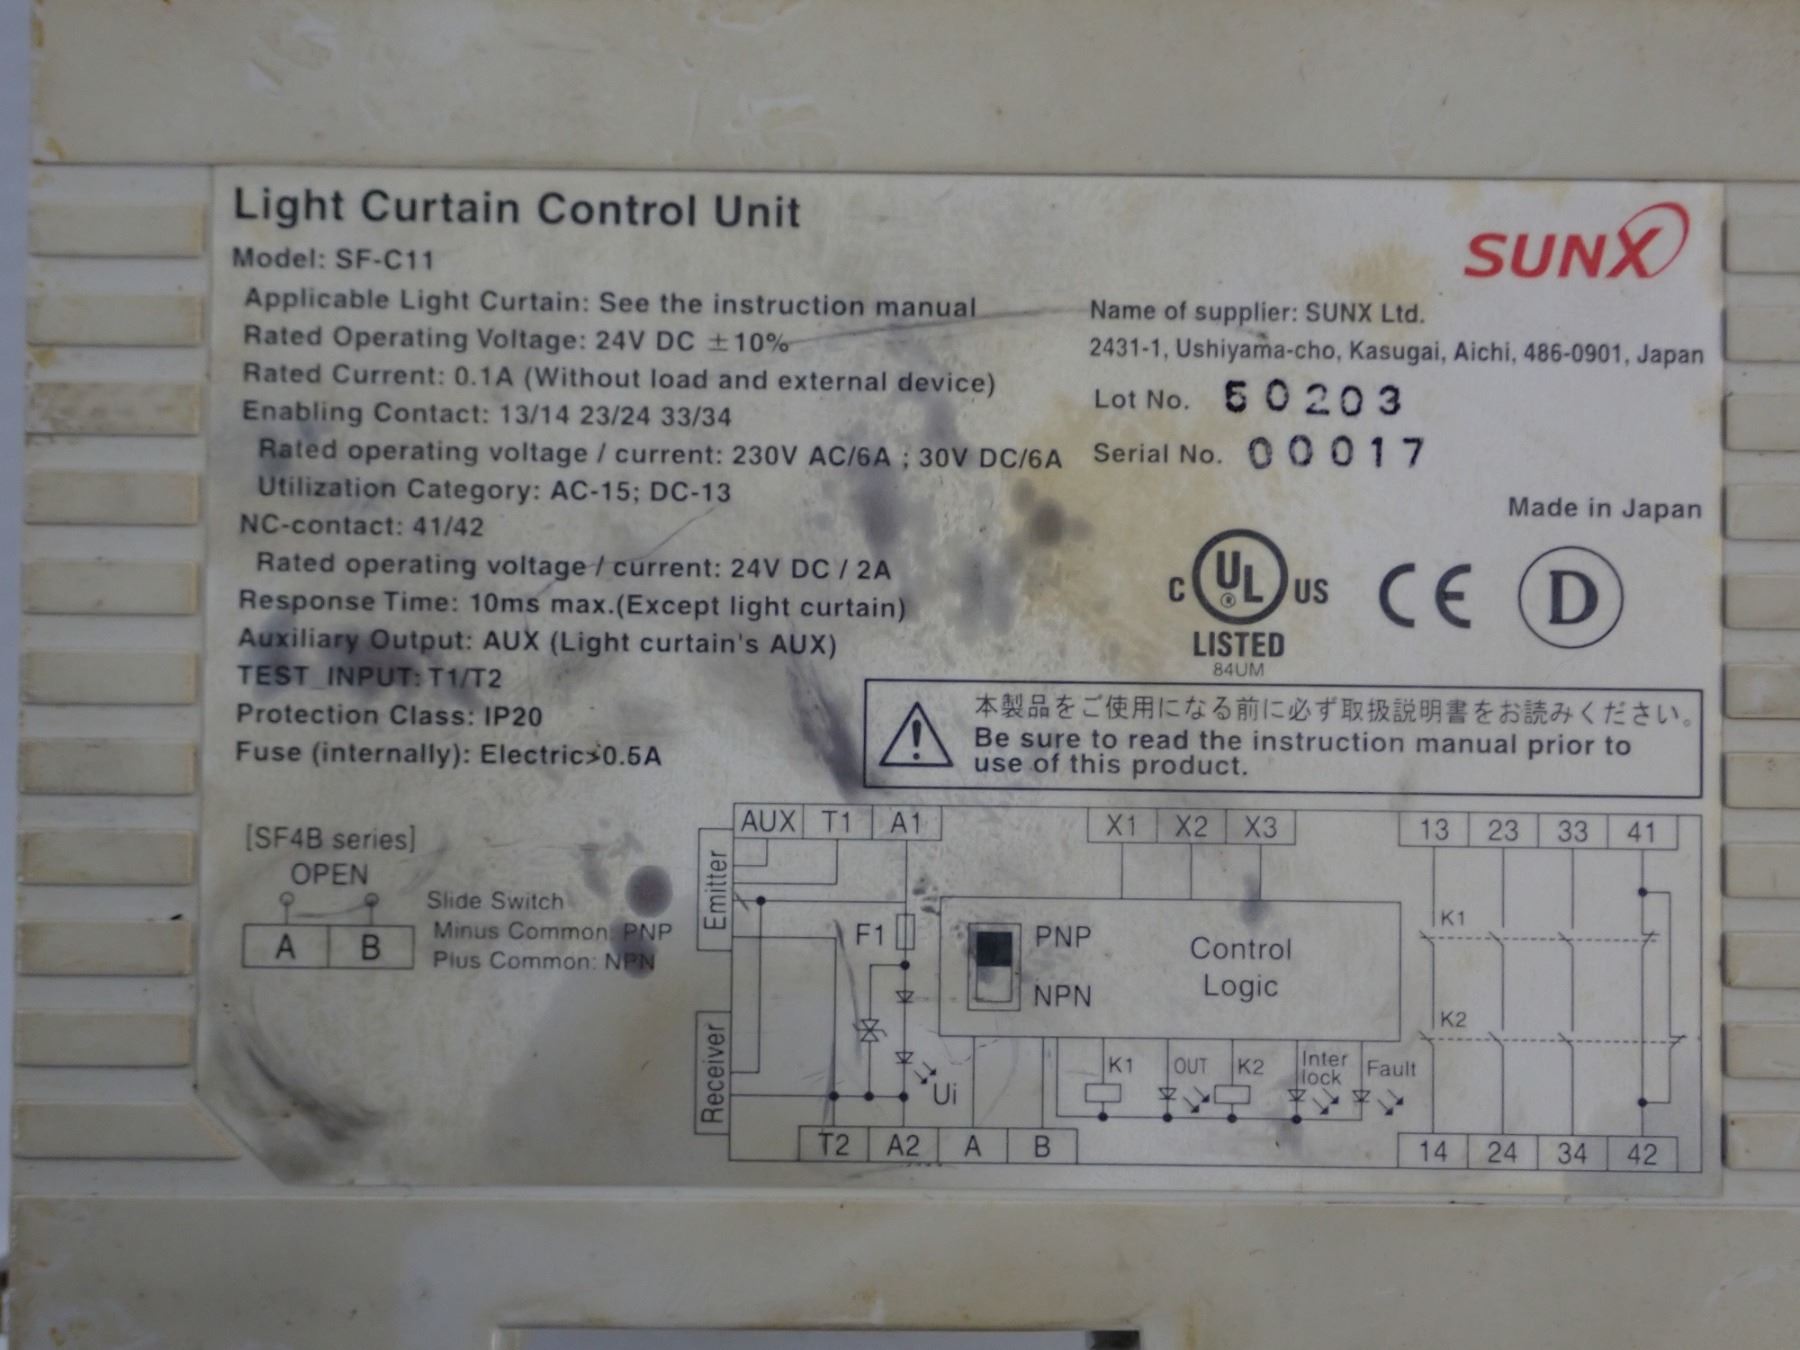 Light Curtain Control Unit
Model: SF-C11
Applicable Light Curtain: See the instruction manual
Rated Operating Voltage: 24V DC ±10%
Rated Current: 0.1A (Without load and external device)
Enabling Contact: 13/14 23/24 33/34
Rated operating voltage / current: 230V AC/6A ; 30V DC/6A
Utilization Category: AC-15; DC-13
NC-contact: 41/42
Rated operating voltage / current: 24V DC / 2A
Response Time: 10ms max.(Except light curtain)
Auxiliary Output: AUX (Light curtain's AUX)
TEST INPUT: T1/T2
Protection Class: IP20
Fuse (internally): Electric>0.5A
SUNX
Name of supplier: SUNX Ltd.
2431-1, Ushiyama-cho, Kasugai, Aichi, 486-0901, Japan
Lot No. 50203
Serial No. 00017
Made in Japan
C UL ® US
LISTED
84UM
CE
D
本製品をご使用になる前に必ず取扱説明書をお読みください。
Be sure to read the instruction manual prior to
use of this product.
[SF4B series]
OPEN
A B
Slide Switch
Minus Common: PNP
Plus Common: NPN
AUX T1 A1 X1 X2 X3 13 23 33 41
Emitter
F1
PNP
NPN
Control
Logic
K1
K2
Receiver
Ui
K1 OUT K2 Inter lock Fault
T2 A2 A B 14 24 34 42